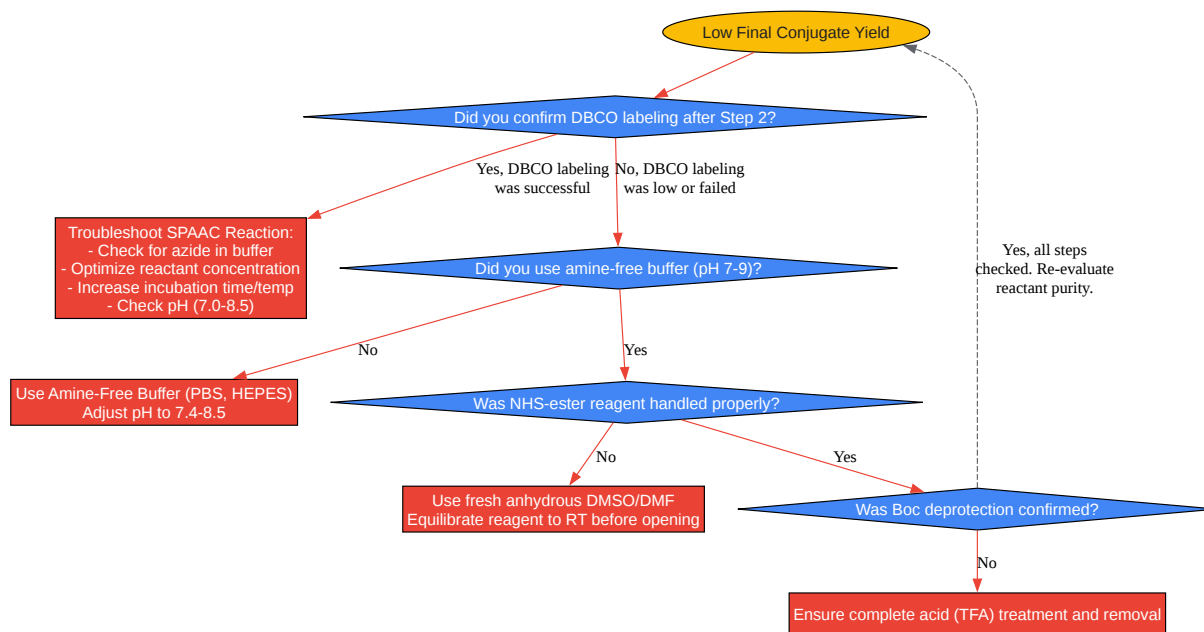 Low Final Conjugate Yield
Did you confirm DBCO labeling after Step 2?
Yes, DBCO labeling
was successful
No, DBCO labeling
was low or failed
Troubleshoot SPAAC Reaction:
- Check for azide in buffer
- Optimize reactant concentration
- Increase incubation time/temp
- Check pH (7.0-8.5)
Did you use amine-free buffer (pH 7-9)?
Yes, all steps
checked. Re-evaluate
reactant purity.
No
Yes
Use Amine-Free Buffer (PBS, HEPES)
Adjust pH to 7.4-8.5
Was NHS-ester reagent handled properly?
No
Yes
Use fresh anhydrous DMSO/DMF
Equilibrate reagent to RT before opening
Was Boc deprotection confirmed?
No
Ensure complete acid (TFA) treatment and removal